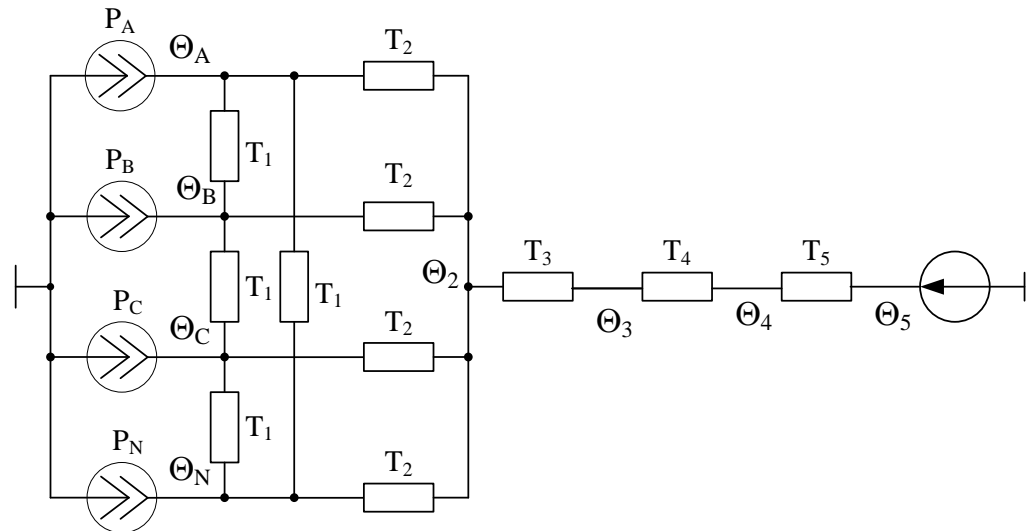 P_A
Θ_A
T_2
T_1
P_B
Θ_B
T_2
T_1
T_1
Θ_2
T_3
T_4
T_5
P_C
Θ_C
T_2
Θ_3
Θ_4
Θ_5
T_1
P_N
Θ_N
T_2